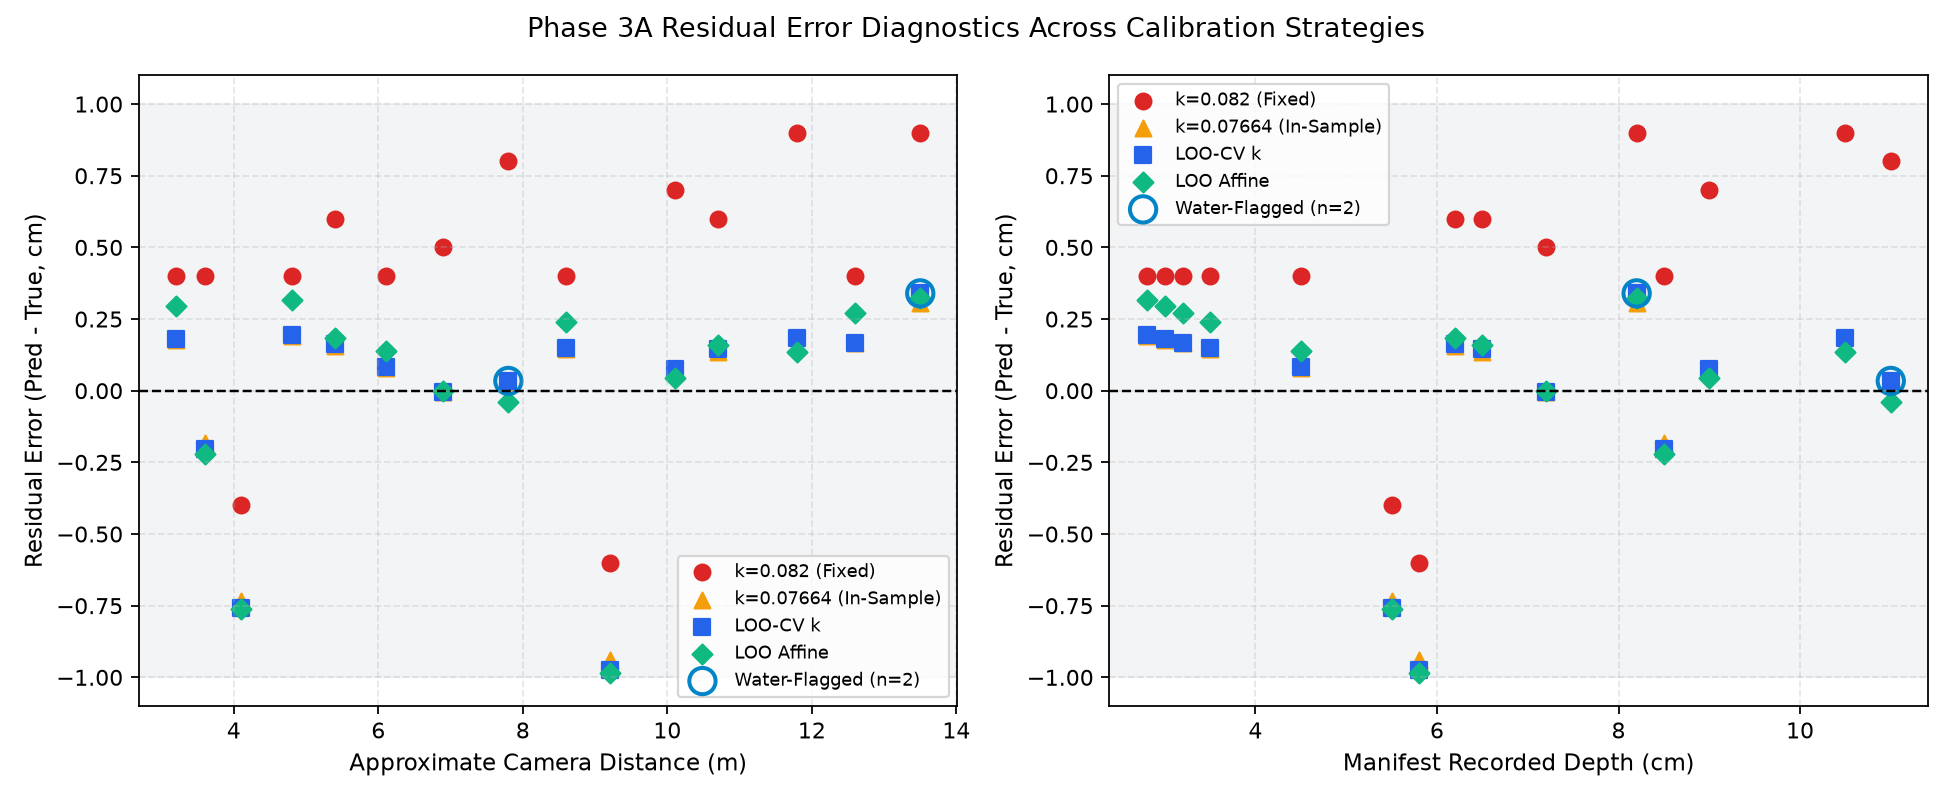 Phase 3A Residual Error Diagnostics Across Calibration Strategies
Residual Error (Pred - True, cm)
1.00
0.75
0.50
0.25
0.00
−0.25
−0.50
−0.75
−1.00
k=0.082 (Fixed)
k=0.07664 (In-Sample)
LOO-CV k
LOO Affine
Water-Flagged (n=2)
4
6
8
10
12
14
Approximate Camera Distance (m)
Residual Error (Pred - True, cm)
1.00
0.75
0.50
0.25
0.00
−0.25
−0.50
−0.75
−1.00
k=0.082 (Fixed)
k=0.07664 (In-Sample)
LOO-CV k
LOO Affine
Water-Flagged (n=2)
4
6
8
10
Manifest Recorded Depth (cm)